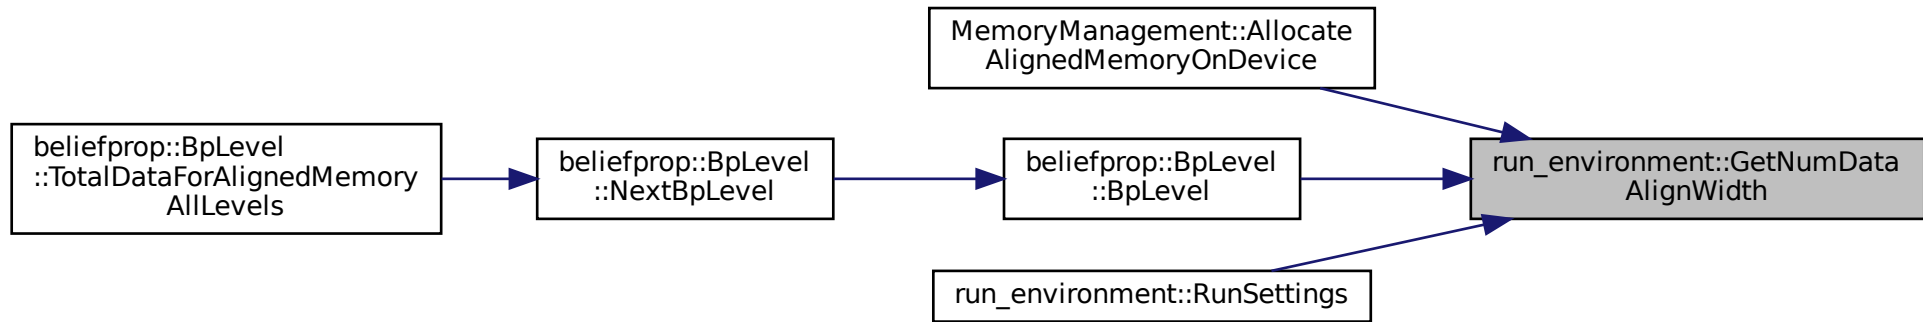 MemoryManagement::Allocate
AlignedMemoryOnDevice
beliefprop::BpLevel
::TotalDataForAlignedMemory
AllLevels
beliefprop::BpLevel
::NextBpLevel
beliefprop::BpLevel
::BpLevel
run_environment::GetNumData
AlignWidth
run_environment::RunSettings